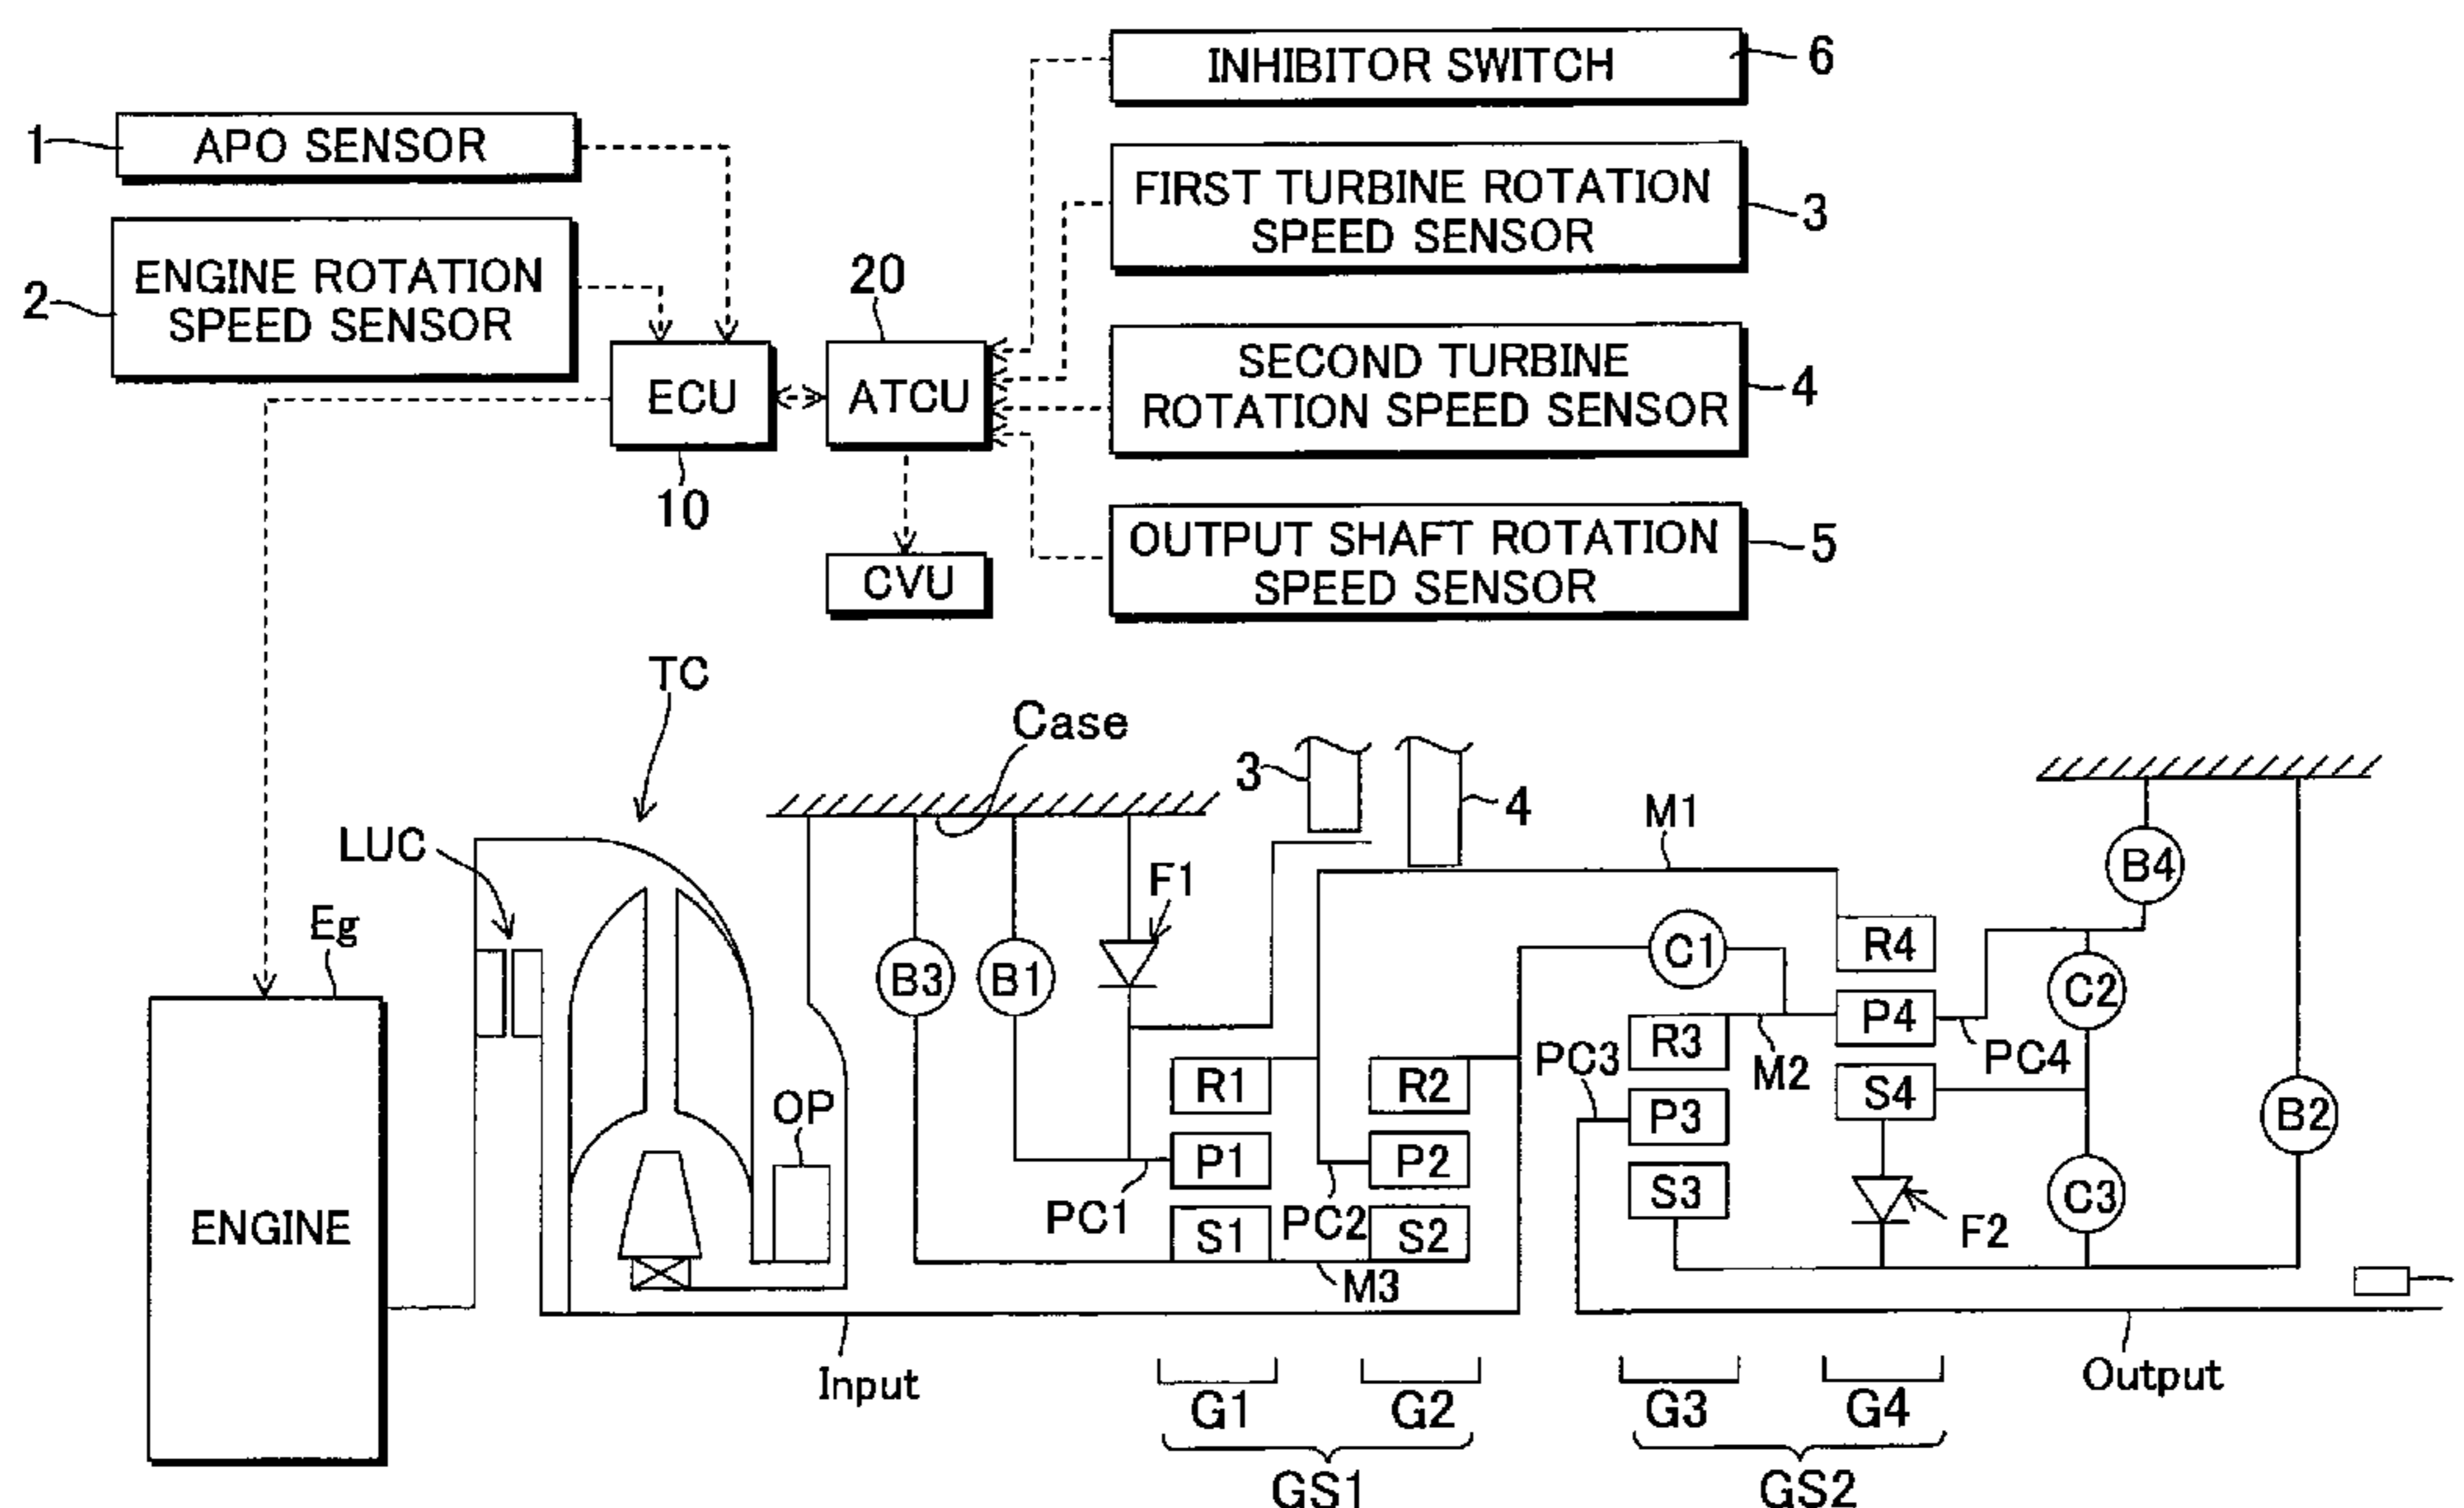 INHIBITOR SWITCH
6
1
APO SENSOR
FIRST TURBINE ROTATION
SPEED SENSOR
3
2
ENGINE ROTATION
SPEED SENSOR
20
SECOND TURBINE
ROTATION SPEED SENSOR
4
ECU
ATCU
10
OUTPUT SHAFT ROTATION
SPEED SENSOR
5
CVU
TC
Case
3
4
M1
LUC
F1
B4
Eg
B3
B1
C1
R4
C2
P4
R3
PC3
M2
PC4
R1
R2
S4
OP
P3
B2
P1
P2
S3
C3
PC1
PC2
S1
S2
F2
ENGINE
M3
Input
Output
G1
G2
G3
G4
GS1
GS2